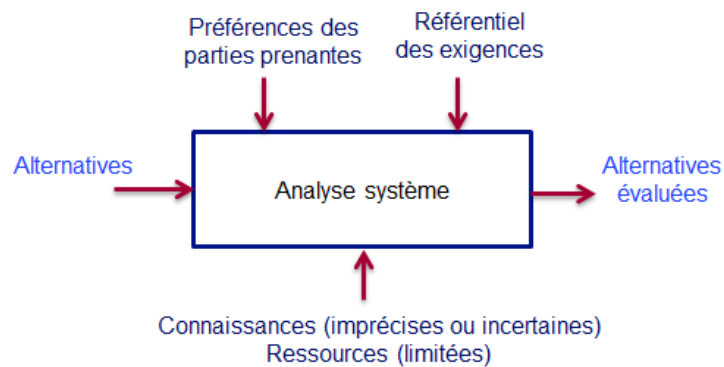 Préférences des
parties prenantes
Référentiel
des exigences
Alternatives
Analyse système
Alternatives
évaluées
Connaissances (imprécises ou incertaines)
Ressources (limitées)